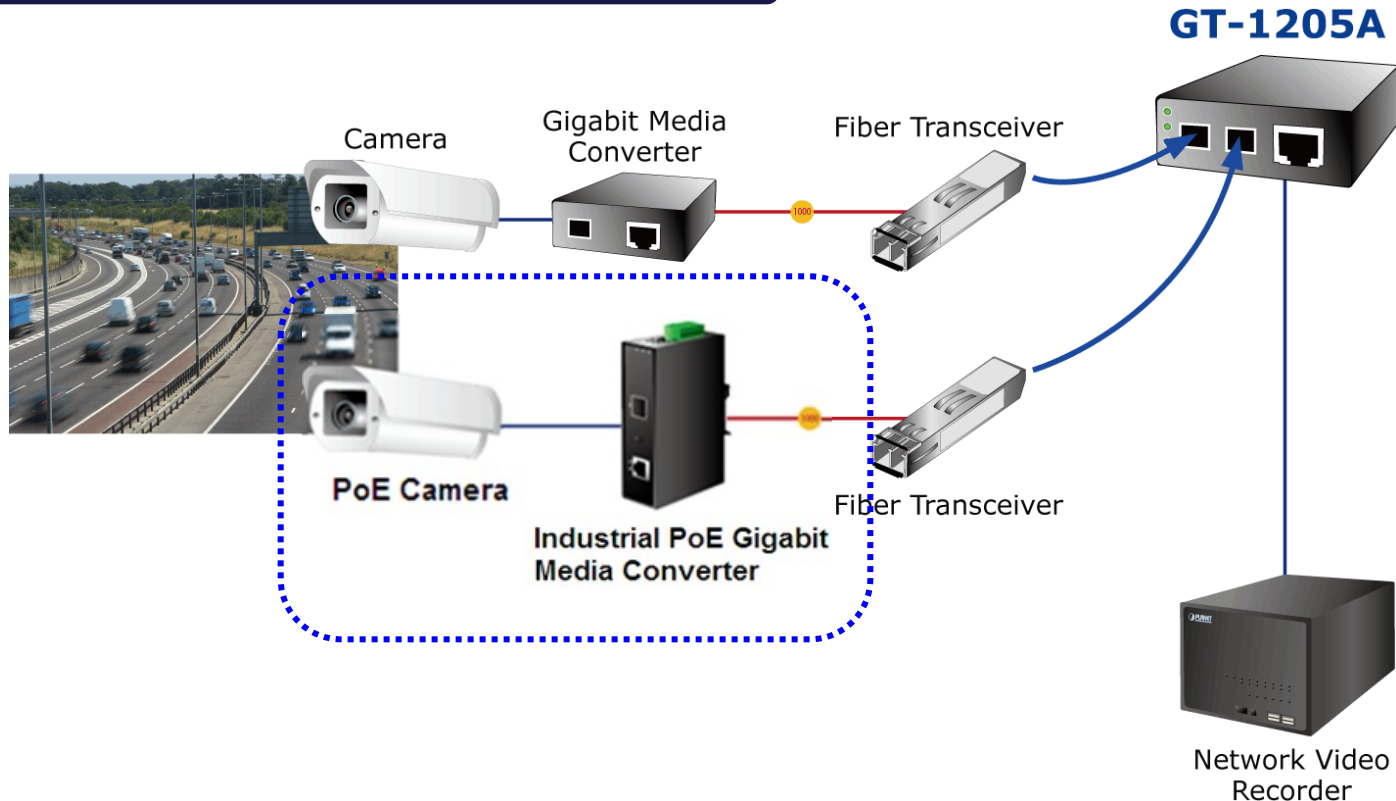 GT-1205A
Camera
Gigabit Media
Converter
Fiber Transceiver
1000
1000
PoE Camera
Industrial PoE Gigabit
Media Converter
Fiber Transceiver
PLANET
Network Video
Recorder